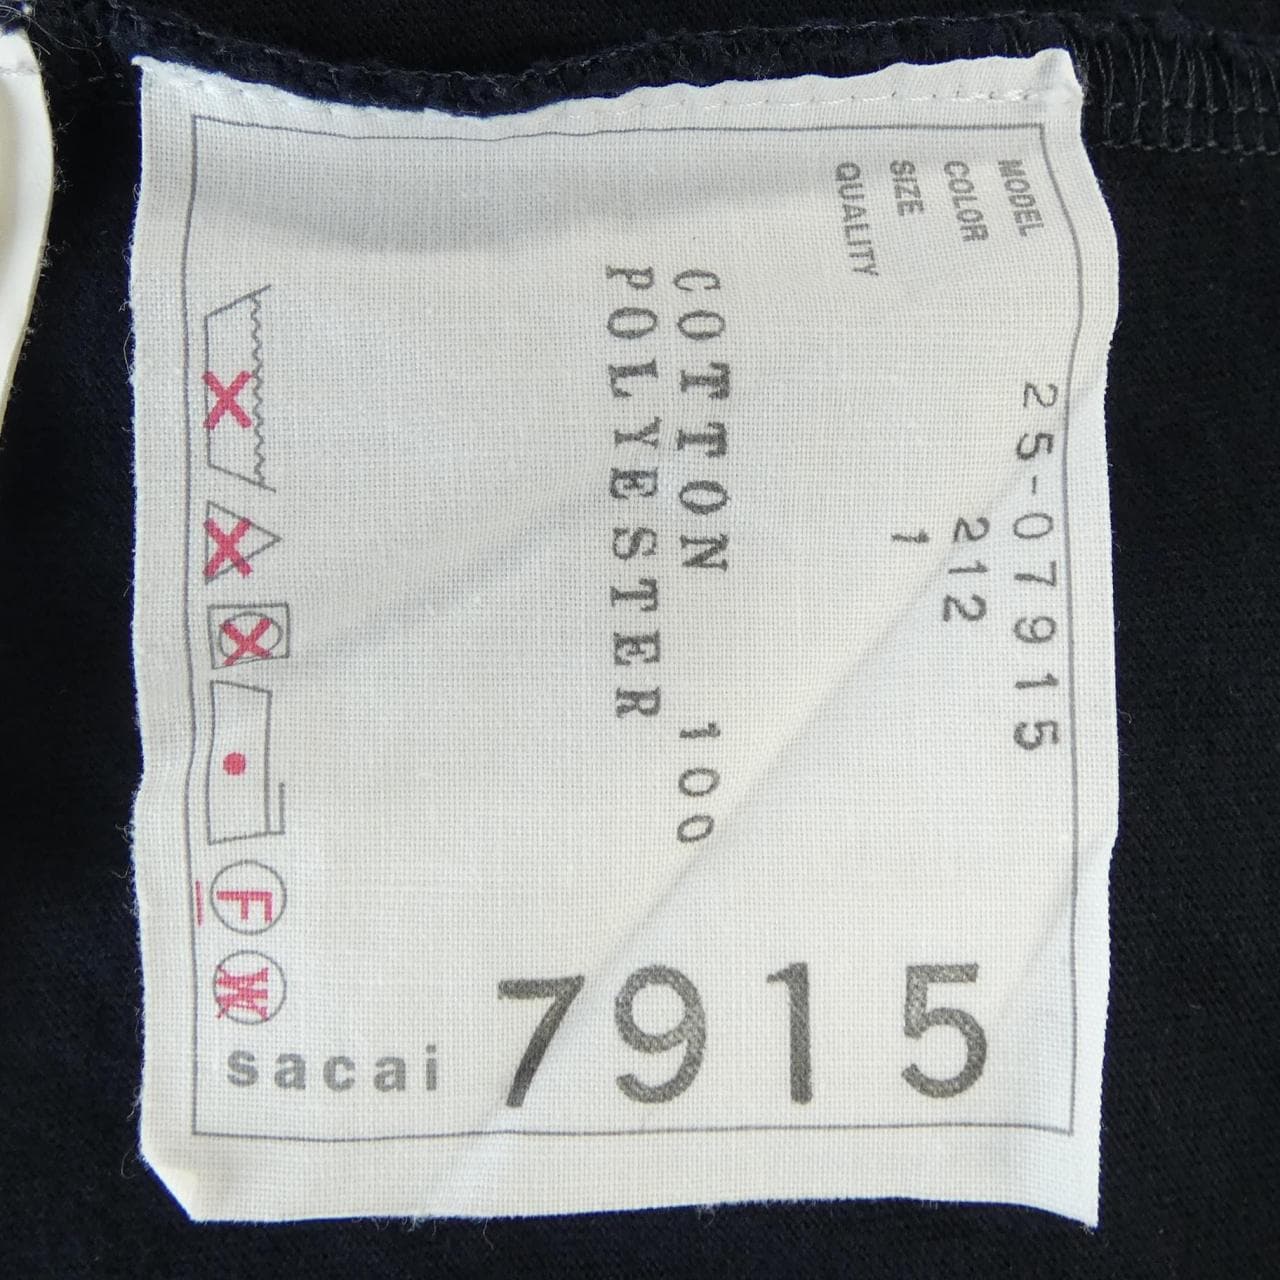 MODEL 25-07915
COLOR 212
SIZE 1
QUALITY
COTTON 100
POLYESTER
F
W
sacai 7915